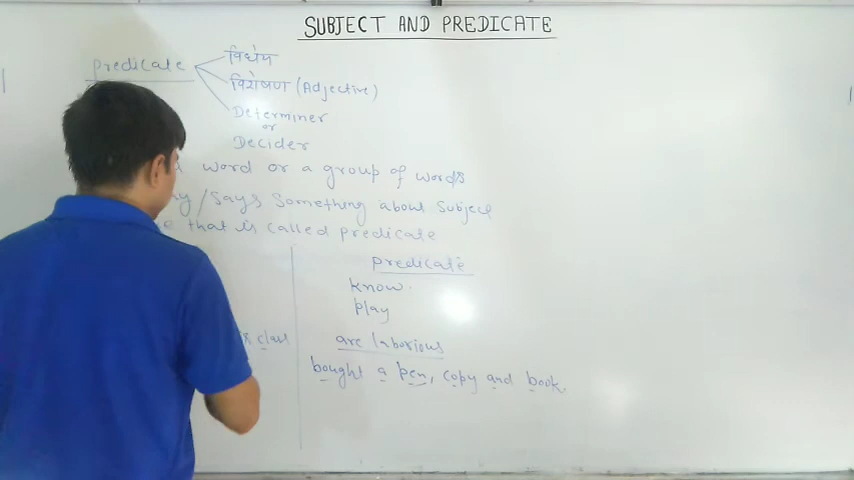 SUBJECT AND PREDICATE
predicate
विधेय
विशेषण (Adjective)
Determiner
or
Decider
word or a group of words
/Says Something about Subject
that is called predicate
predicate
know
play
class
are laborious
bought a pen, copy and book.